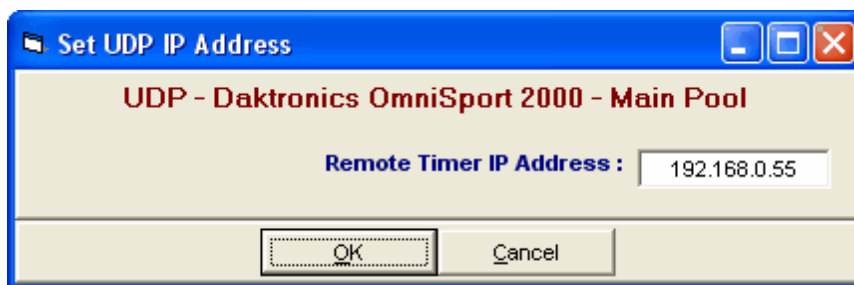 Set UDP IP Address
UDP - Daktronics OmniSport 2000 - Main Pool
Remote Timer IP Address : 192.168.0.55
OK Cancel